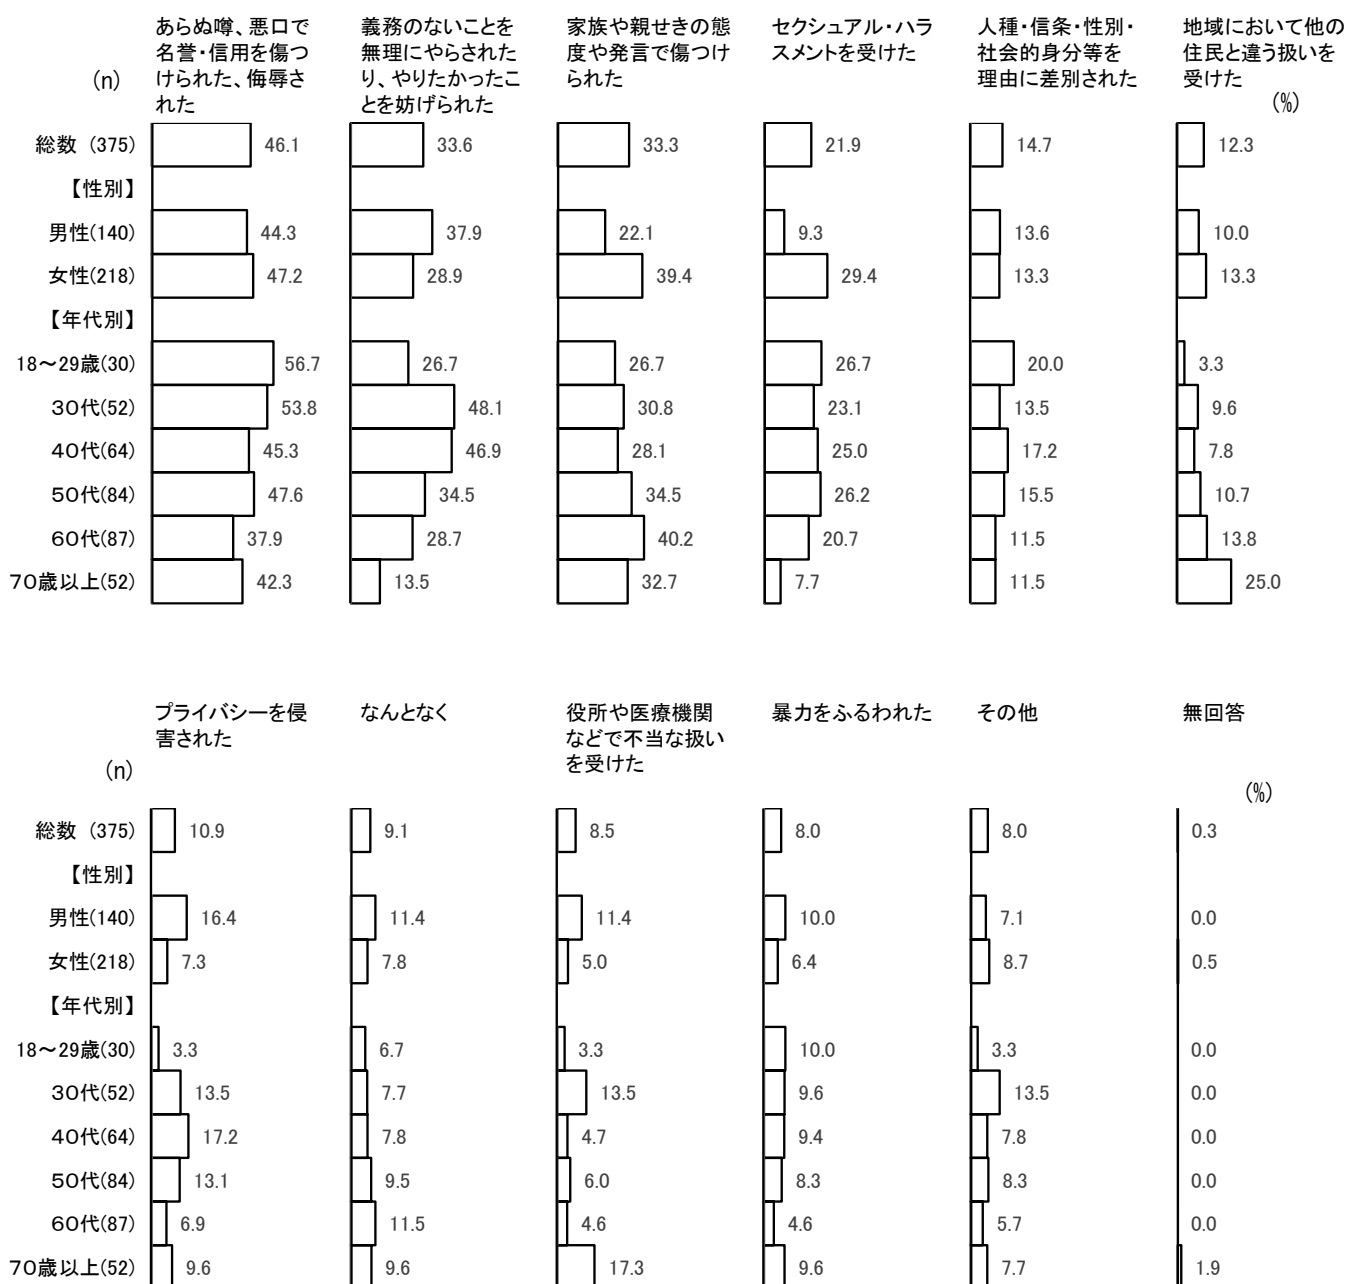 あらぬ噂、悪口で
名誉・信用を傷つ
けられた、侮辱さ
れた
義務のないことを
無理にやらされた
り、やりたかったこ
とを妨げられた
家族や親せきの態
度や発言で傷つけ
られた
セクシュアル・ハラ
スメントを受けた
人種・信条・性別・
社会的身分等を
理由に差別された
地域において他の
住民と違う扱いを
受けた
(n)
(%)
総数 (375) 46.1 33.6 33.3 21.9 14.7 12.3
【性別】
男性(140) 44.3 37.9 22.1 9.3 13.6 10.0
女性(218) 47.2 28.9 39.4 29.4 13.3 13.3
【年代別】
18～29歳(30) 56.7 26.7 26.7 26.7 20.0 3.3
30代(52) 53.8 48.1 30.8 23.1 13.5 9.6
40代(64) 45.3 46.9 28.1 25.0 17.2 7.8
50代(84) 47.6 34.5 34.5 26.2 15.5 10.7
60代(87) 37.9 28.7 40.2 20.7 11.5 13.8
70歳以上(52) 42.3 13.5 32.7 7.7 11.5 25.0
プライバシーを侵
害された
なんとなく
役所や医療機関
などで不当な扱い
を受けた
暴力をふるわれた
その他
無回答
(n)
(%)
総数 (375) 10.9 9.1 8.5 8.0 8.0 0.3
【性別】
男性(140) 16.4 11.4 11.4 10.0 7.1 0.0
女性(218) 7.3 7.8 5.0 6.4 8.7 0.5
【年代別】
18～29歳(30) 3.3 6.7 3.3 10.0 3.3 0.0
30代(52) 13.5 7.7 13.5 9.6 13.5 0.0
40代(64) 17.2 7.8 4.7 9.4 7.8 0.0
50代(84) 13.1 9.5 6.0 8.3 8.3 0.0
60代(87) 6.9 11.5 4.6 4.6 5.7 0.0
70歳以上(52) 9.6 9.6 17.3 9.6 7.7 1.9